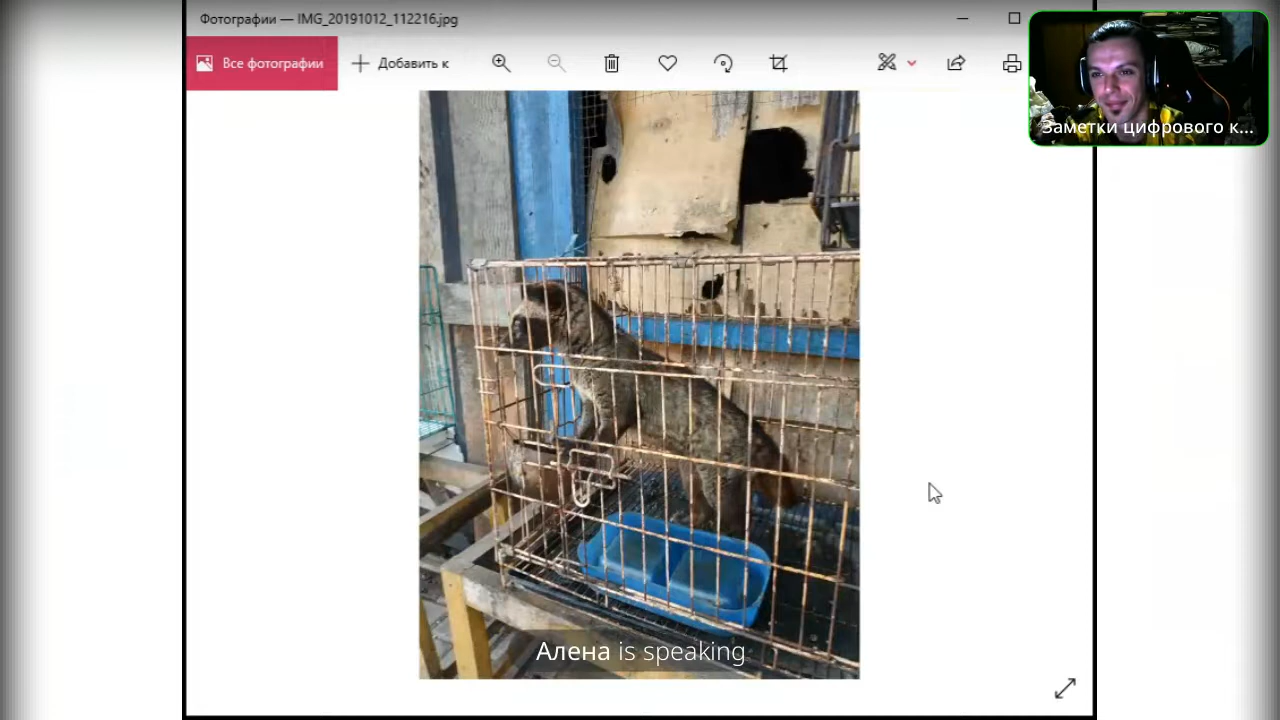 Фотографии — IMG_20191012_112216.jpg
Все фотографии
Добавить к
Заметки цифрового к...
Алена is speaking